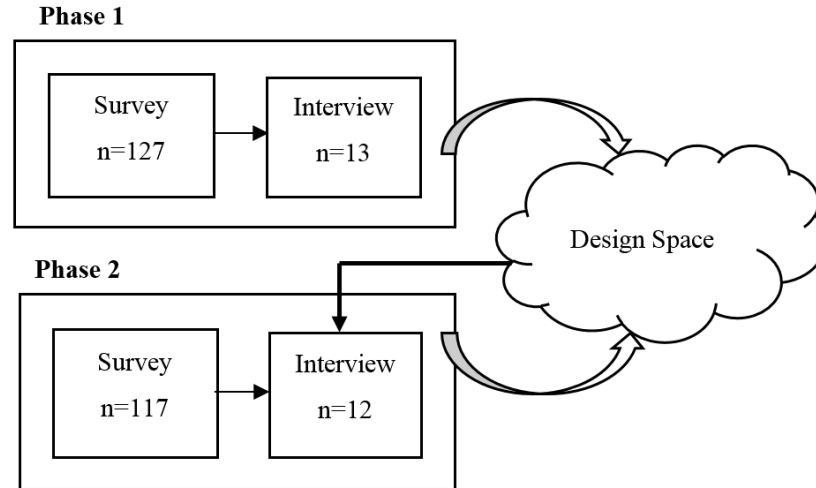 Phase 1
Survey
n=127
Interview
n=13
Design Space
Phase 2
Survey
n=117
Interview
n=12